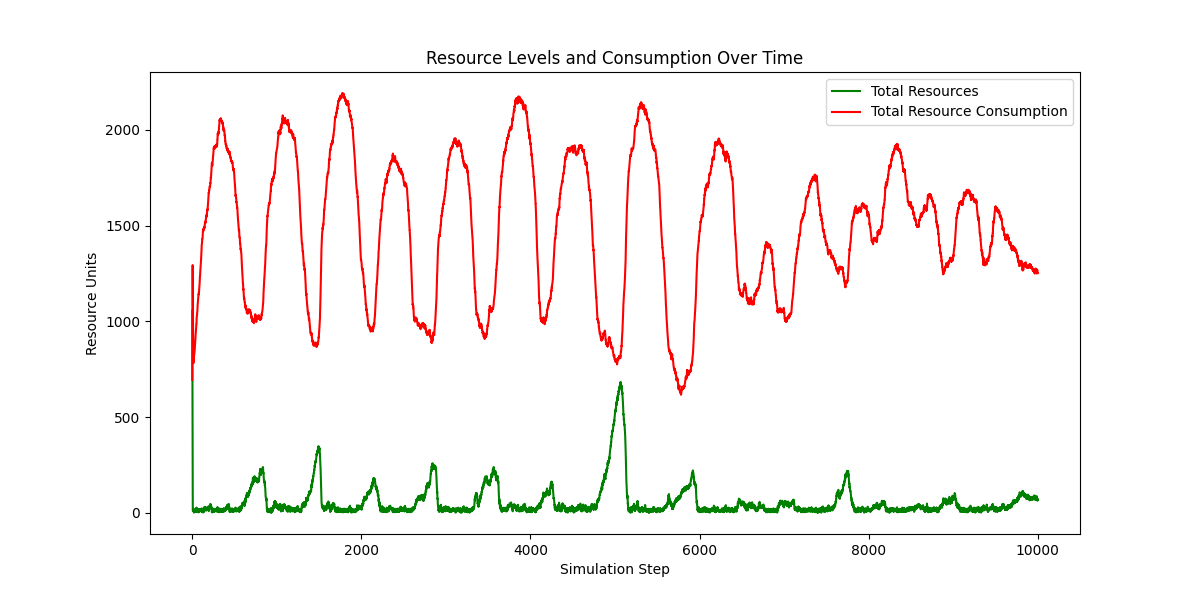 Resource Levels and Consumption Over Time
Total Resources
Total Resource Consumption
Resource Units
2000
1500
1000
500
0
0 2000 4000 6000 8000 10000
Simulation Step